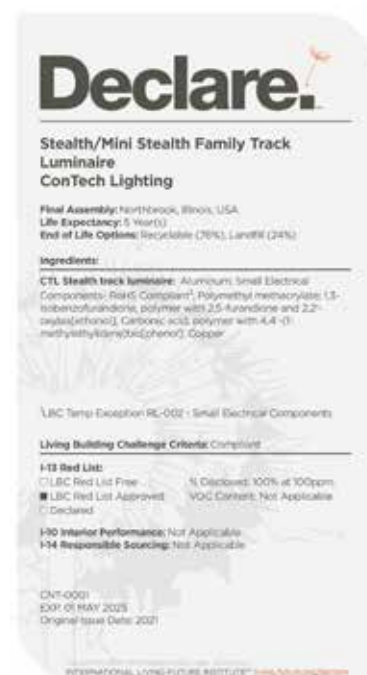 Declare.
Stealth/Mini Stealth Family Track
Luminaire
ConTech Lighting
Final Assembly: Northbrook, Illinois, USA
Life Expectancy: 5 Year(s)
End of Life Options: Recyclable (76%), Landfill (24%)
Ingredients:
CTL Stealth track luminaire: Aluminum; Small Electrical
Components- RoHS Compliant¹; Polymethyl methacrylate; 1,3-
Isobenzofurandione, polymer with 2,5-furandione and 2,2'-
oxybis[ethanol]; Carbonic acid, polymer with 4,4'-(1-
methylethylidene)bis[phenol]; Copper
¹LBC Temp Exception RL-002 - Small Electrical Components
Living Building Challenge Criteria: Compliant
I-13 Red List:
LBC Red List Free % Disclosed: 100% at 100ppm
LBC Red List Approved VOC Content: Not Applicable
Declared
I-10 Interior Performance: Not Applicable
I-14 Responsible Sourcing: Not Applicable
CNT-0001
EXP. 01 MAY 2025
Original Issue Date: 2021
INTERNATIONAL LIVING FUTURE INSTITUTE™